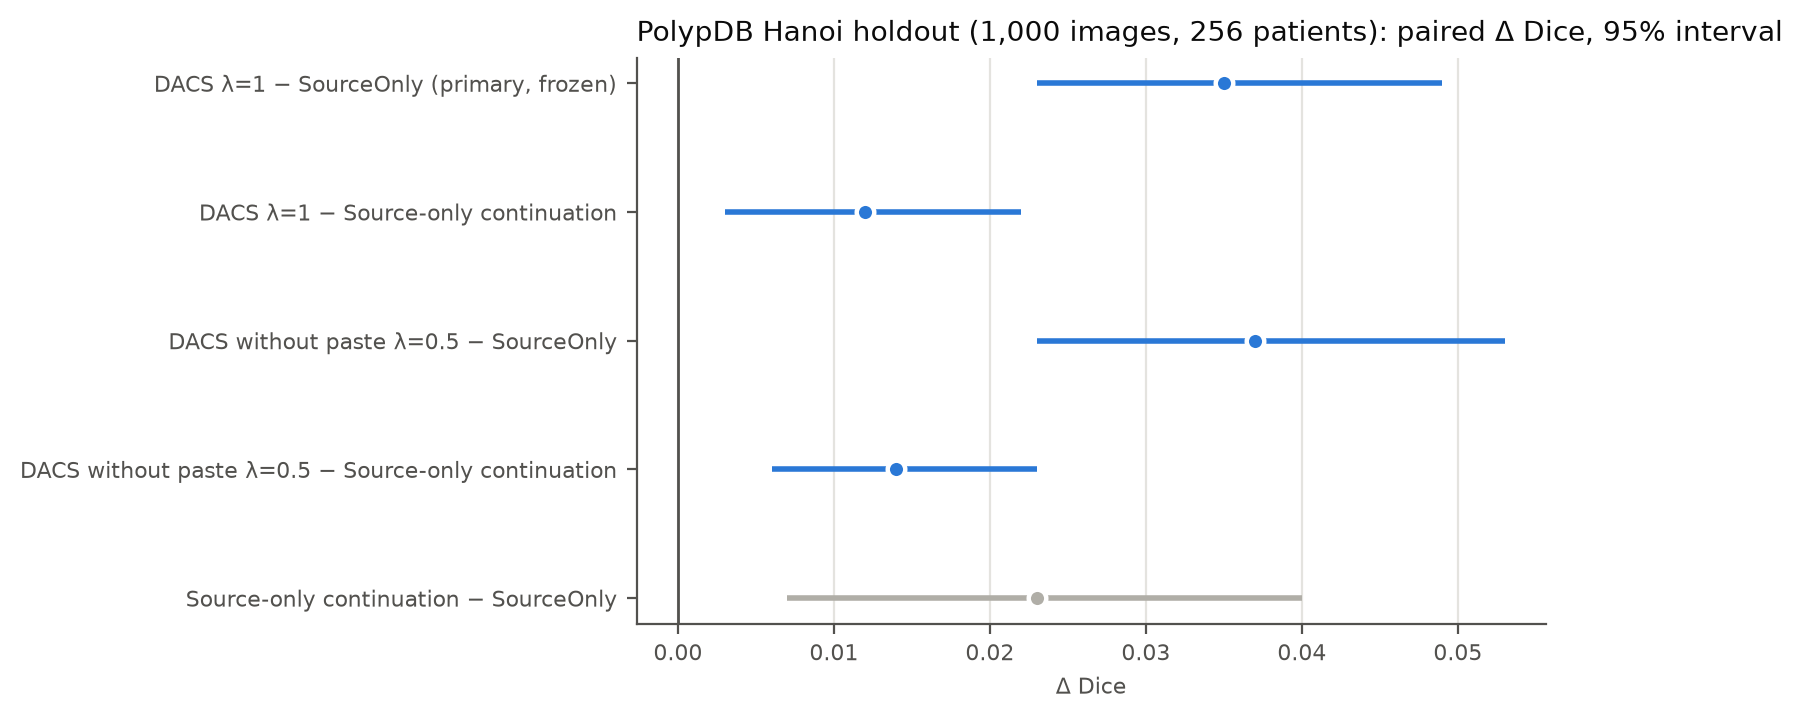 PolypDB Hanoi holdout (1,000 images, 256 patients): paired Δ Dice, 95% interval
DACS λ=1 − SourceOnly (primary, frozen)
DACS λ=1 − Source-only continuation
DACS without paste λ=0.5 − SourceOnly
DACS without paste λ=0.5 − Source-only continuation
Source-only continuation − SourceOnly
0.00 0.01 0.02 0.03 0.04 0.05
Δ Dice